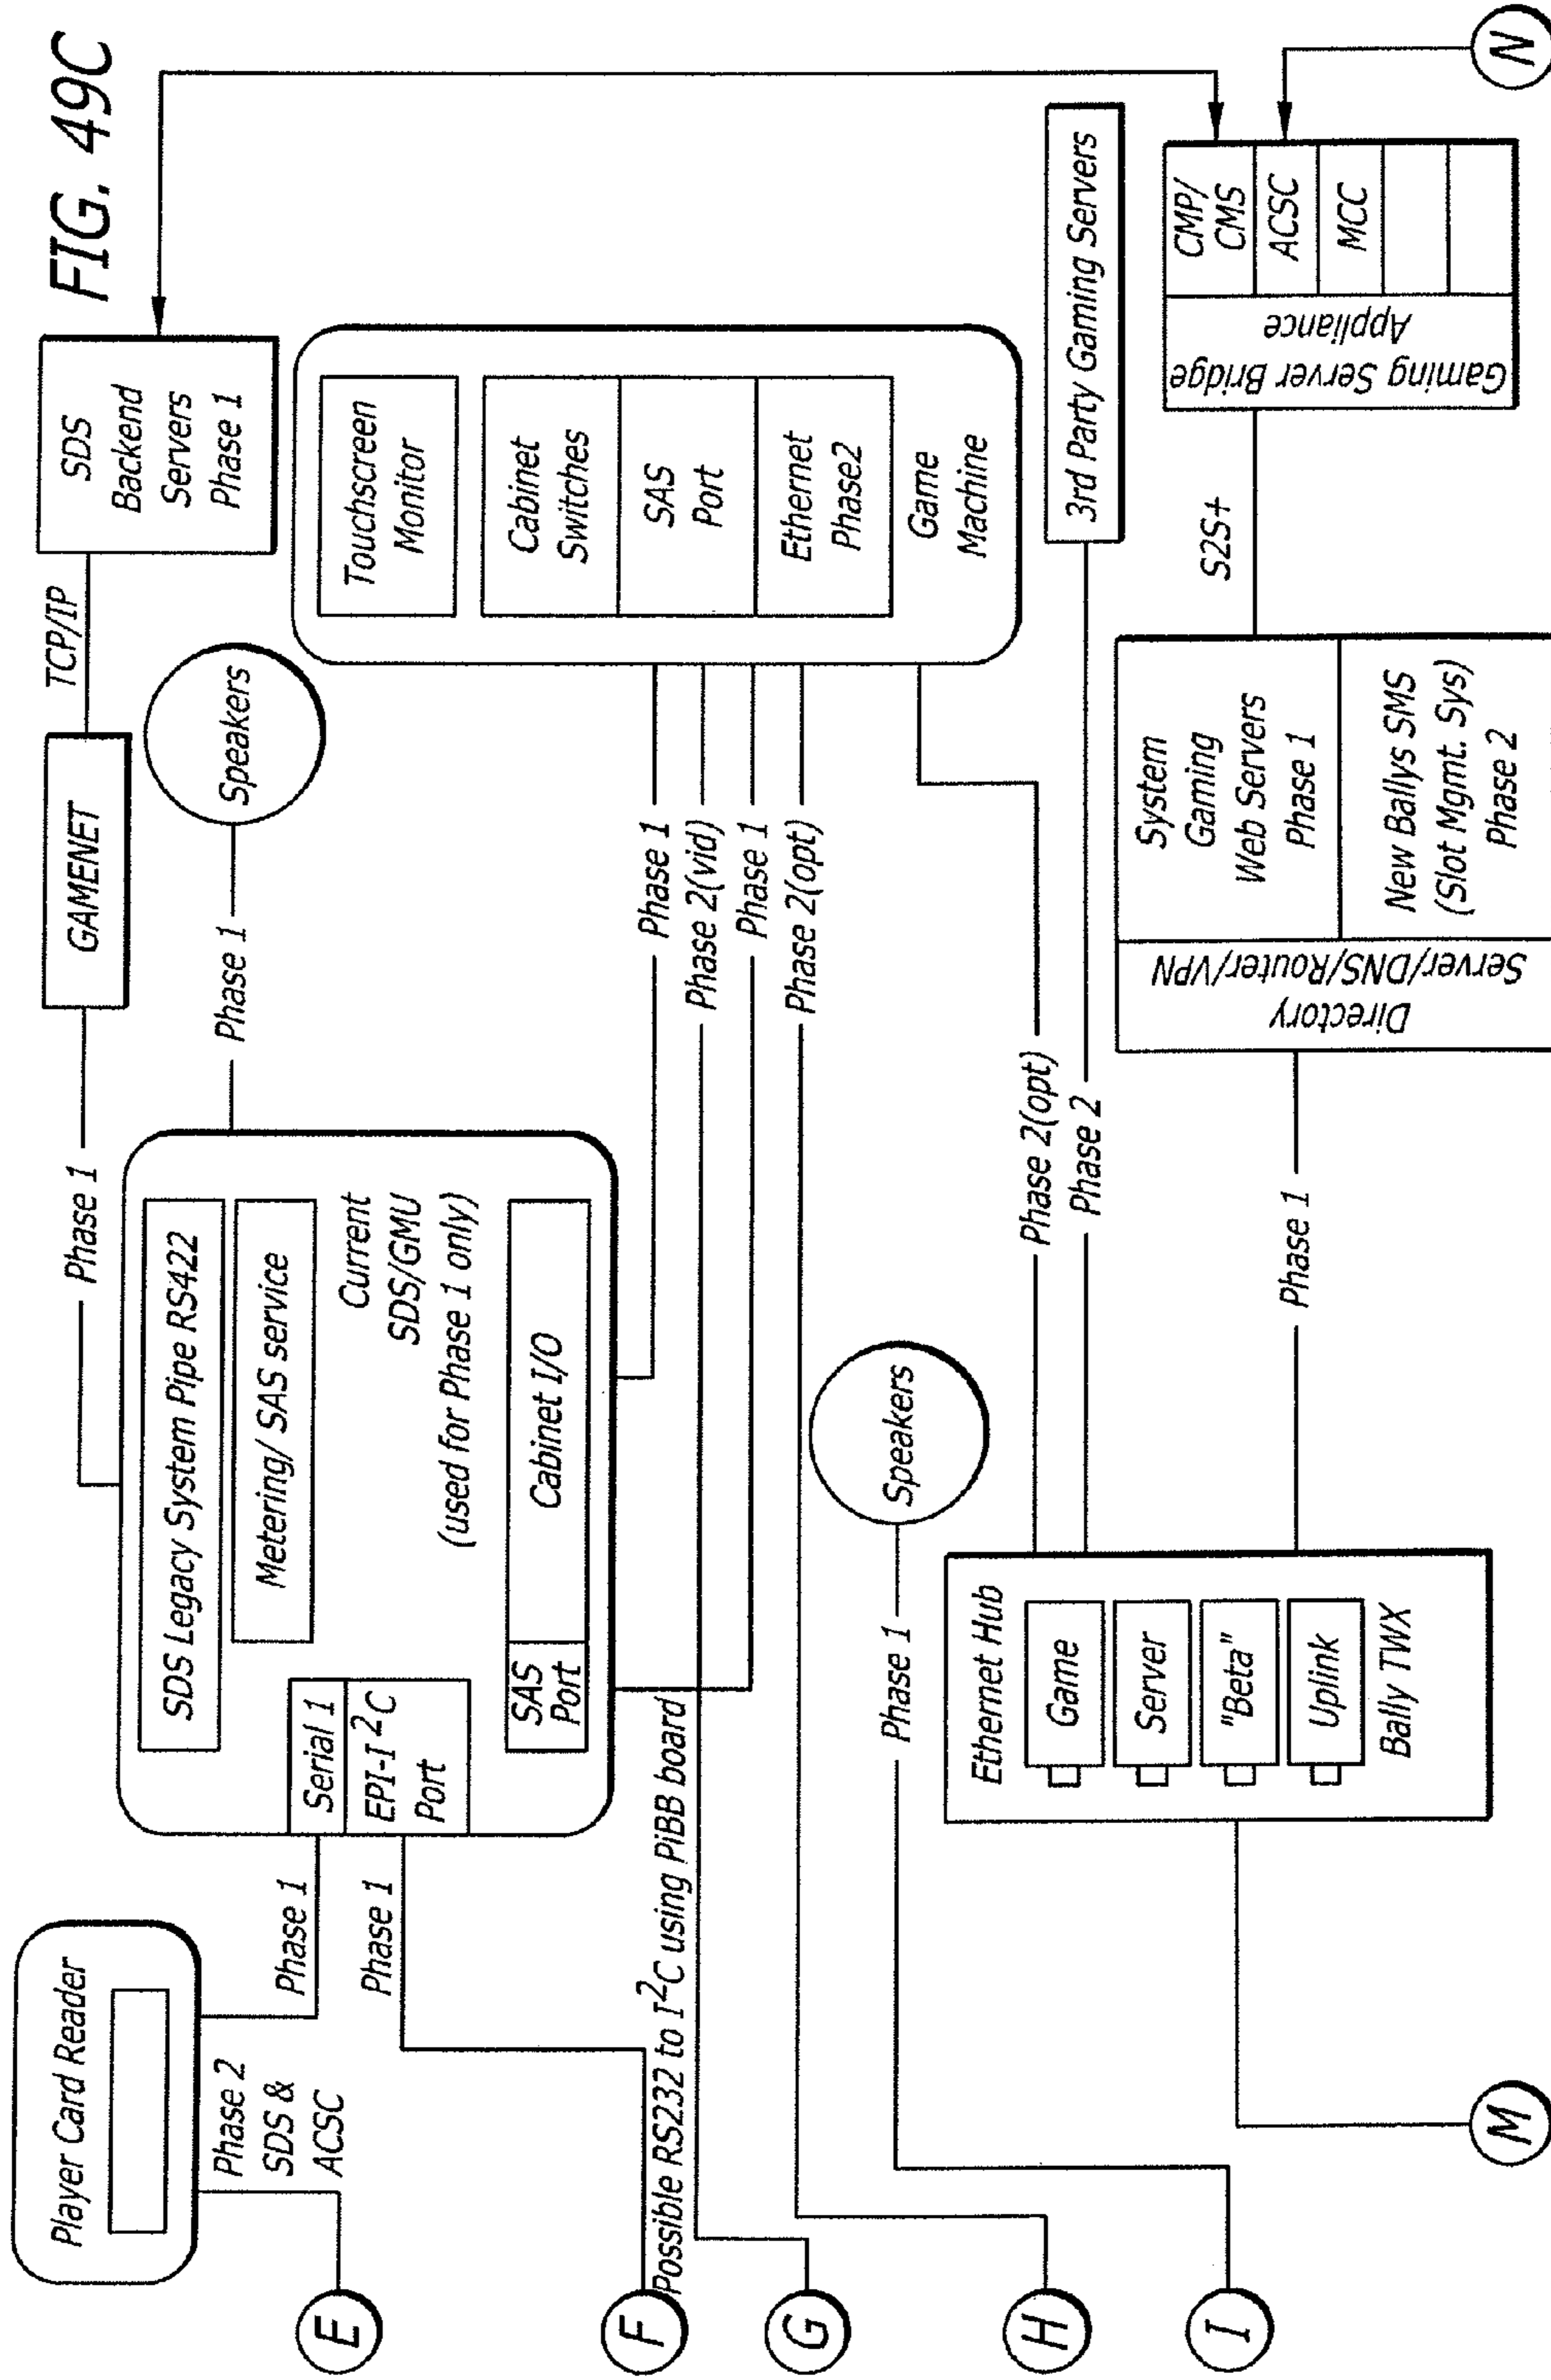 FIG. 49C
Player Card Reader
Phase 2
SDS &
ACSC
Phase 1
Phase 1
Phase 1
GAMENET
TCP/IP
SDS
Backend
Servers
Phase 1
SDS Legacy System Pipe RS422
Metering/ SAS service
Serial 1
EPI-I²C
Port
Current
SDS/GMU
(used for Phase 1 only)
SAS
Port
Cabinet I/O
Phase 1
Speakers
Touchscreen
Monitor
Cabinet
Switches
SAS
Port
Ethernet
Phase2
Game
Machine
Phase 1
Phase 2(vid)
Phase 1
Phase 2(opt)
Possible RS232 to I²C using PiBB board
E
F
G
H
I
Phase 1
Speakers
Phase 2(opt)
Phase 2
3rd Party Gaming Servers
Ethernet Hub
Game
Server
"Beta"
Uplink
Bally TWX
Phase 1
Directory
Server/DNS/Router/VPN
System
Gaming
Web Servers
Phase 1
New Ballys SMS
(Slot Mgmt. Sys)
Phase 2
S2S+
Gaming Server Bridge
Appliance
CMP/
CMS
ACSC
MCC
M
N